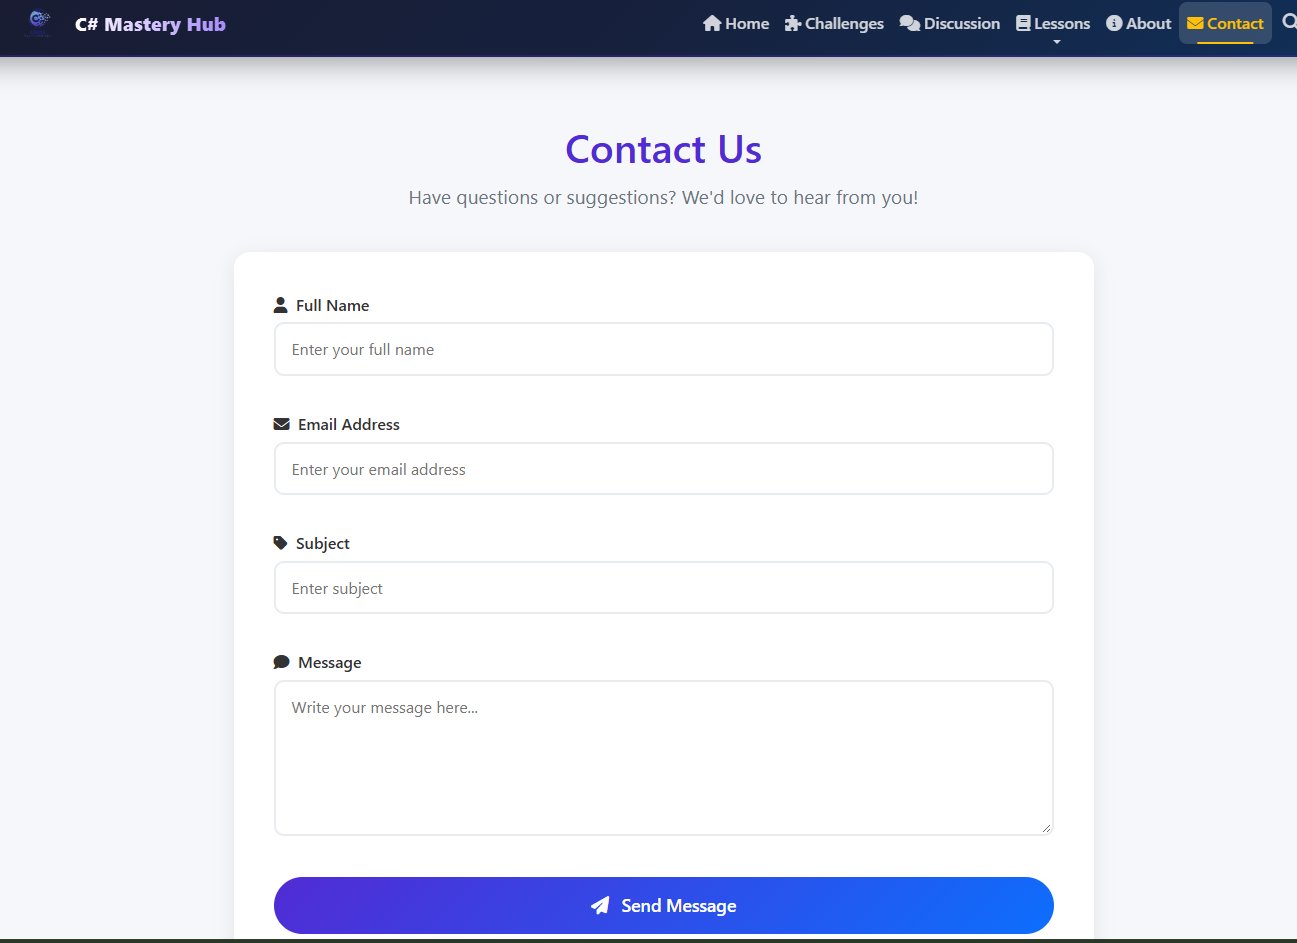 C# Mastery Hub
Home Challenges Discussion Lessons About Contact
Contact Us
Have questions or suggestions? We'd love to hear from you!
Full Name
Enter your full name
Email Address
Enter your email address
Subject
Enter subject
Message
Write your message here...
Send Message